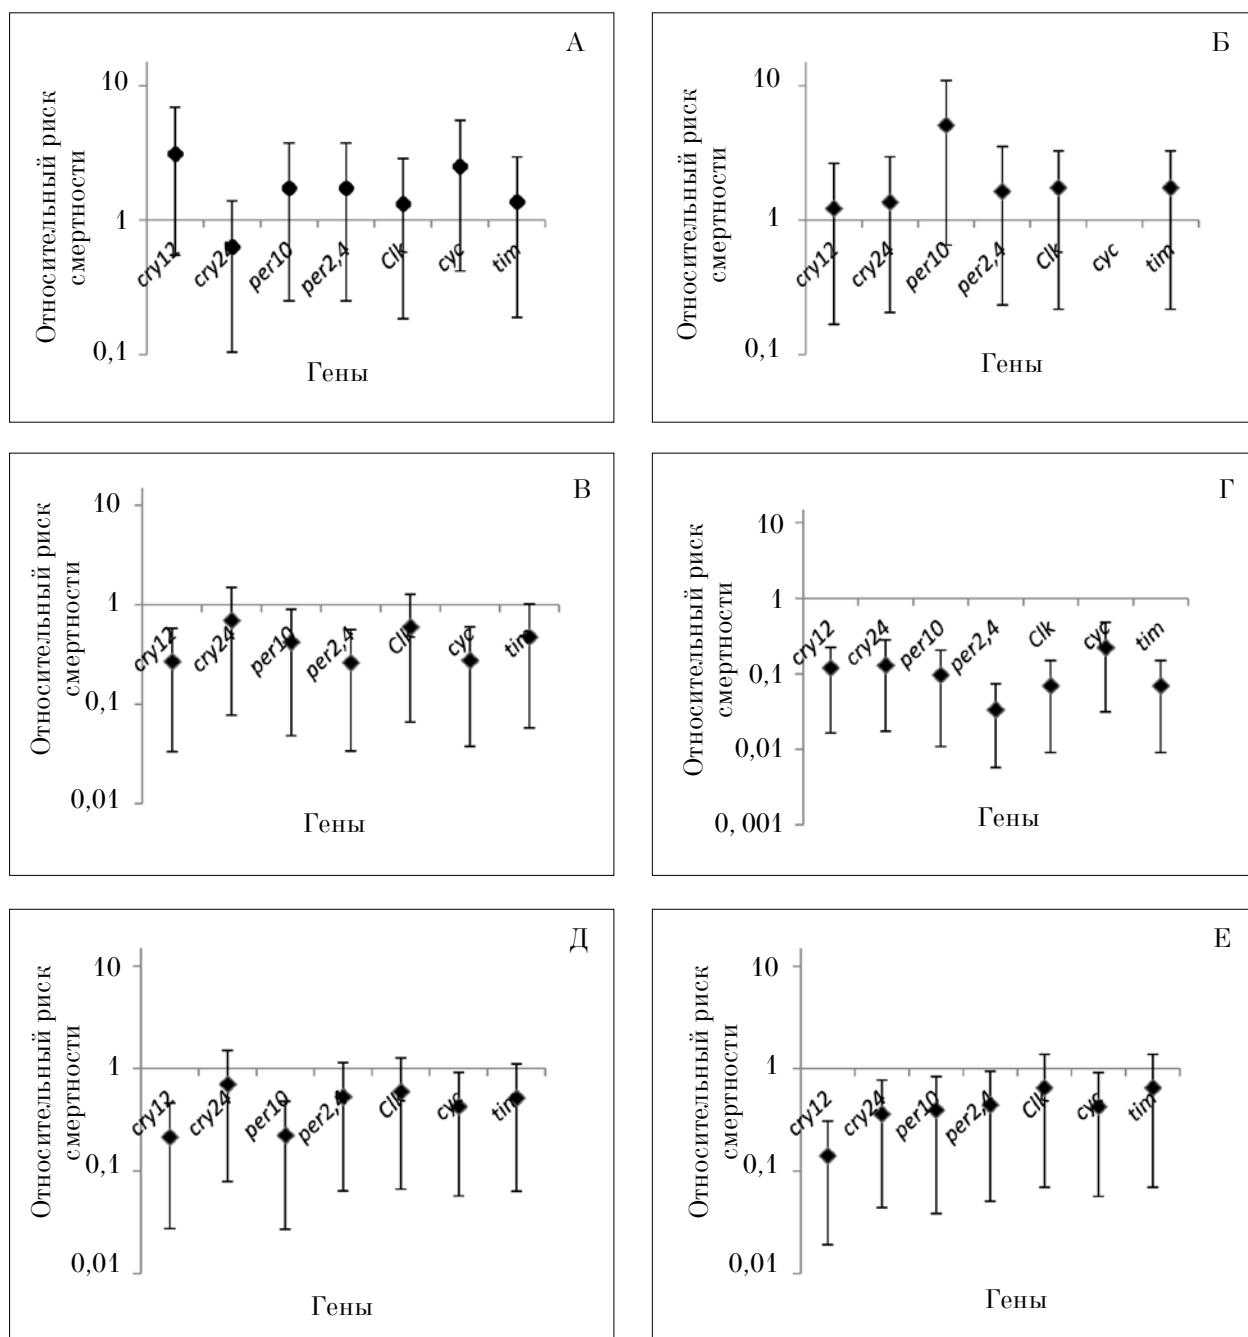 А
Относительный риск
смертности
10
1
0,1
cry12
cry24
per10
per2,4
Clk
cyc
tim
Гены
Б
Относительный риск
смертности
10
1
0,1
cry12
cry24
per10
per2,4
Clk
cyc
tim
Гены
В
Относительный риск
смертности
10
1
0,1
0,01
cry12
cry24
per10
per2,4
Clk
cyc
tim
Гены
Г
Относительный риск
смертности
10
1
0,1
0,01
0, 001
cry12
cry24
per10
per2,4
Clk
cyc
tim
Гены
Д
Относительный риск
смертности
10
1
0,1
0,01
cry12
cry24
per10
per2,4
Clk
cyc
tim
Гены
Е
Относительный риск
смертности
10
1
0,1
0,01
cry12
cry24
per10
per2,4
Clk
cyc
tim
Гены